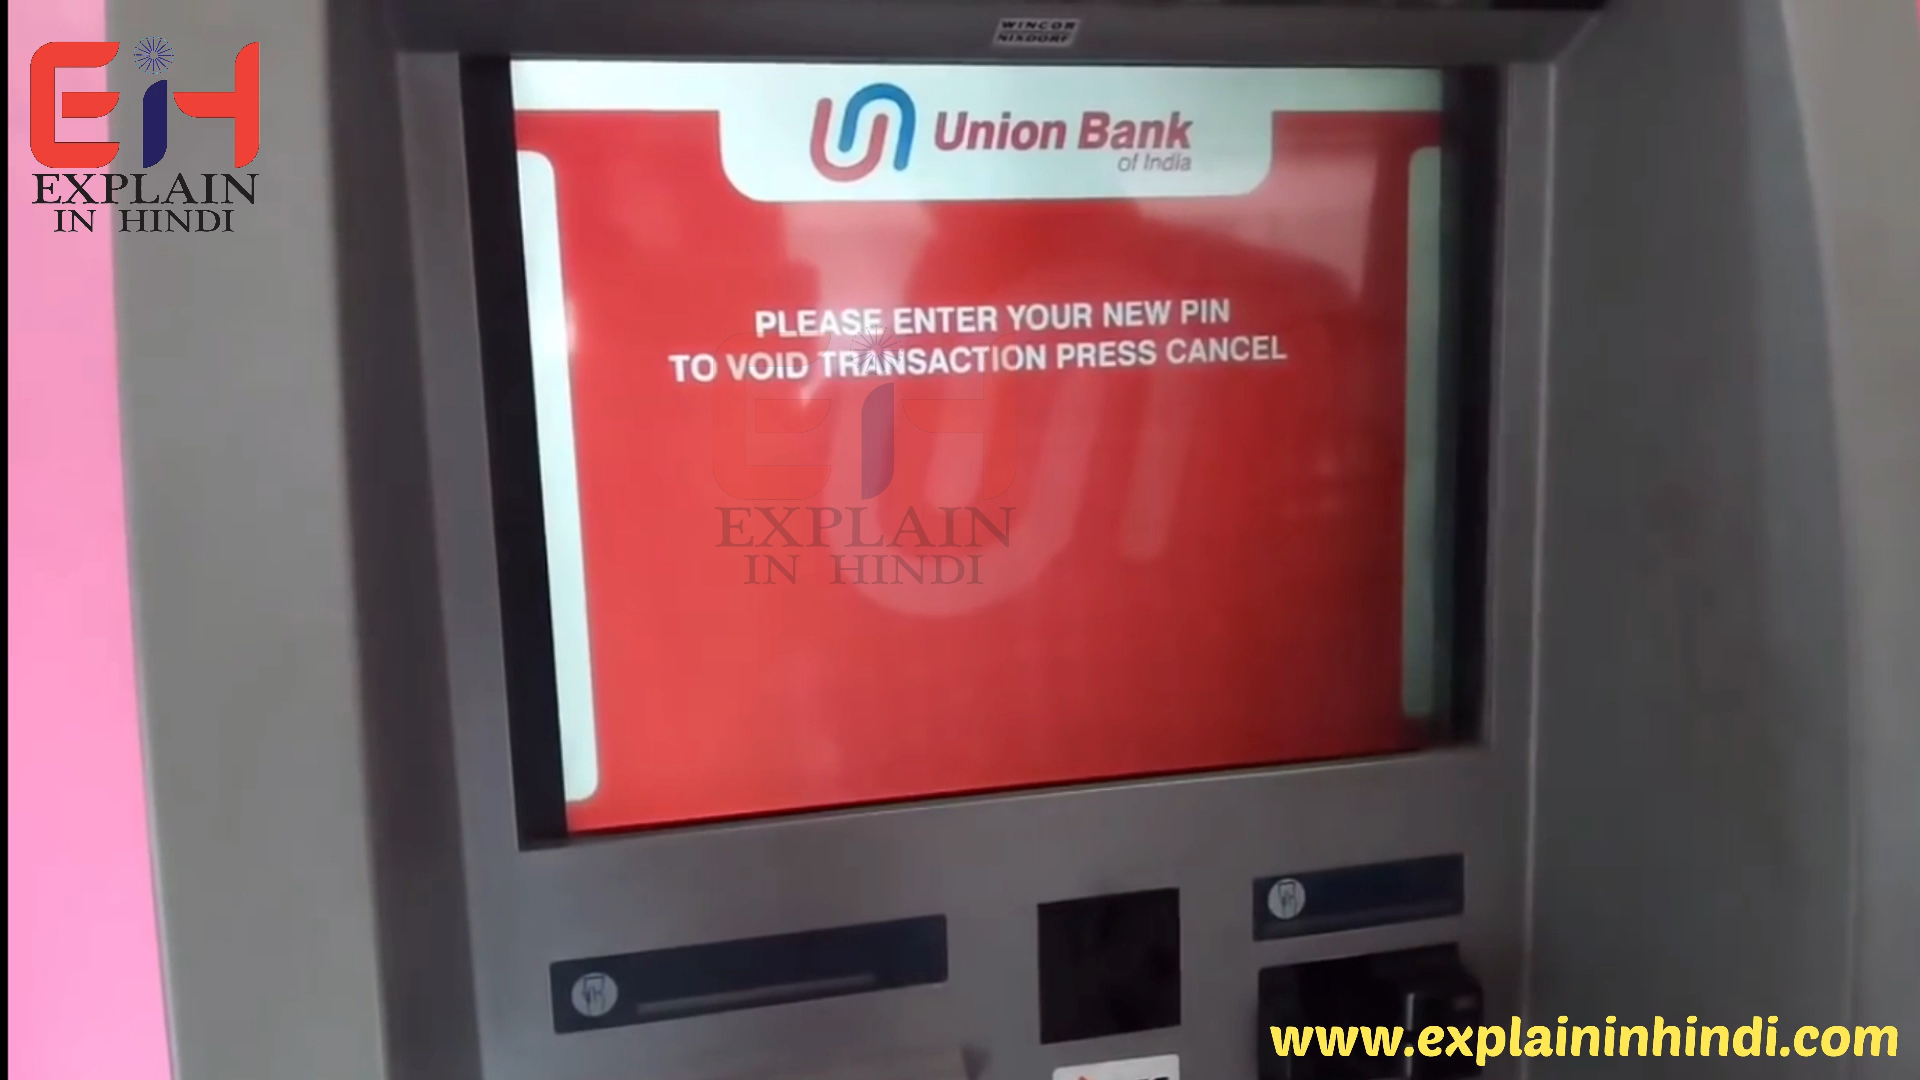 WINCOR
NIXDORF
EXPLAIN
IN HINDI
Union Bank
of India
PLEASE ENTER YOUR NEW PIN
TO VOID TRANSACTION PRESS CANCEL
EXPLAIN
IN HINDI
www.explaininhindi.com